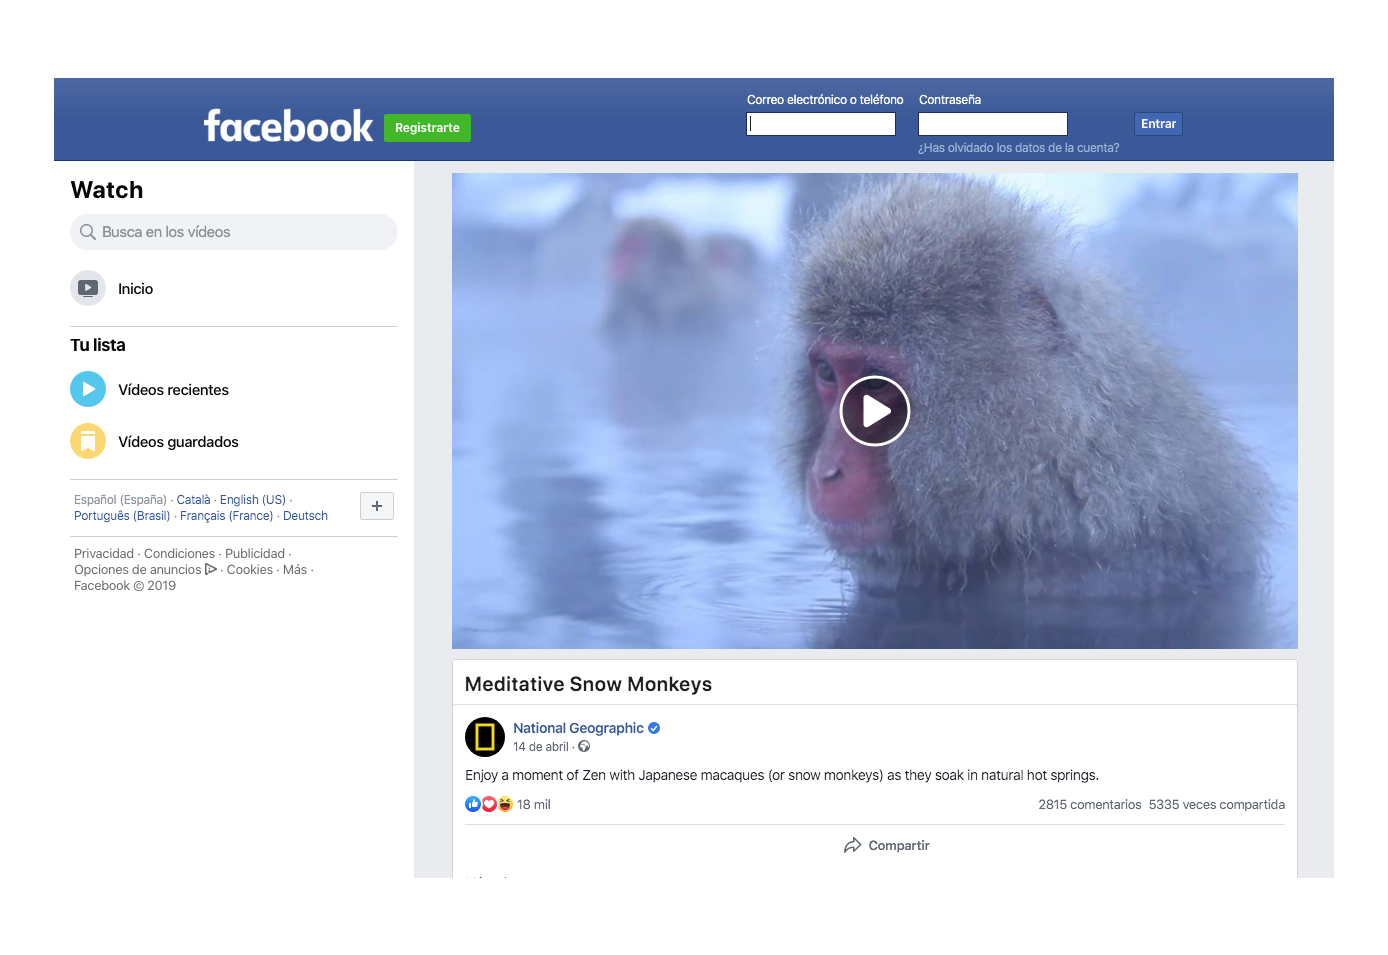 facebook
Registrarte
Correo electrónico o teléfono
Contraseña
Entrar
¿Has olvidado los datos de la cuenta?
Watch
Busca en los vídeos
Inicio
Tu lista
Vídeos recientes
Vídeos guardados
Español (España) · Català · English (US) ·
Português (Brasil) · Français (France) · Deutsch
+
Privacidad · Condiciones · Publicidad ·
Opciones de anuncios · Cookies · Más ·
Facebook © 2019
Meditative Snow Monkeys
National Geographic
14 de abril ·
Enjoy a moment of Zen with Japanese macaques (or snow monkeys) as they soak in natural hot springs.
18 mil
2815 comentarios 5335 veces compartida
Compartir